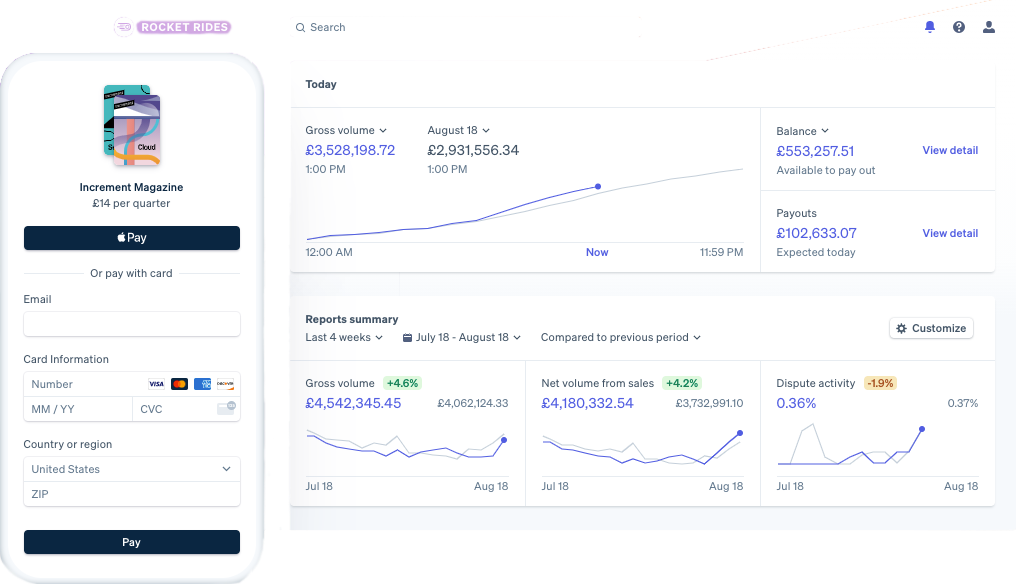 ROCKET RIDES
Search
Increment Magazine
£14 per quarter
Pay
Or pay with card
Email
Card Information
Number
VISA
MM / YY
CVC
Country or region
United States
ZIP
Pay
Today
Gross volume
£3,528,198.72
1:00 PM
August 18
£2,931,556.34
1:00 PM
12:00 AM
Now
11:59 PM
Balance
£553,257.51
View detail
Available to pay out
Payouts
£102,633.07
View detail
Expected today
Reports summary
Last 4 weeks
July 18 - August 18
Compared to previous period
Customize
Gross volume +4.6%
£4,542,345.45 £4,062,124.33
Jul 18 Aug 18
Net volume from sales +4.2%
£4,180,332.54 £3,732,991.10
Jul 18 Aug 18
Dispute activity -1.9%
0.36% 0.37%
Jul 18 Aug 18